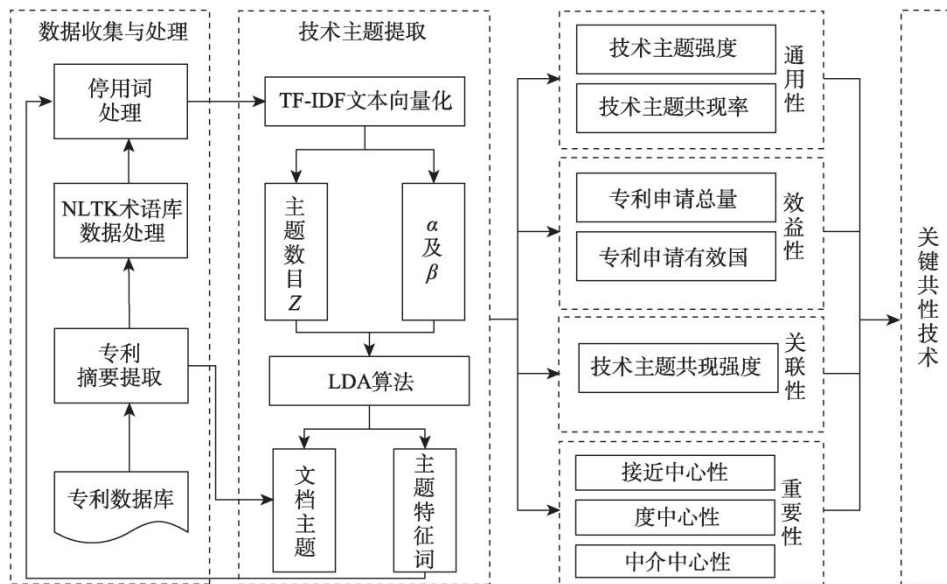 数据收集与处理
停用词
处理
NLTK术语库
数据处理
专利
摘要提取
专利数据库
技术主题提取
TF-IDF文本向量化
主题数目Z
α及β
LDA算法
文档主题
主题特征词
技术主题强度
技术主题共现率
通用性
专利申请总量
专利申请有效国
效益性
技术主题共现强度
关联性
接近中心性
度中心性
中介中心性
重要性
关键共性技术